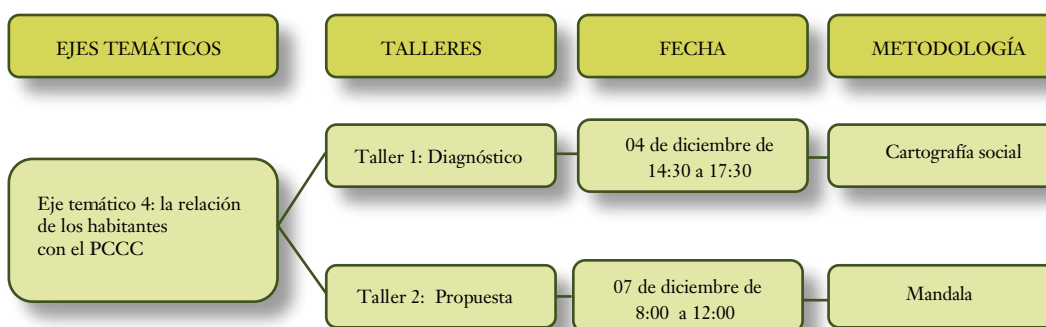 EJES TEMÁTICOS
TALLERES
FECHA
METODOLOGÍA
Eje temático 4: la relación
de los habitantes
con el PCCC
Taller 1: Diagnóstico
04 de diciembre de
14:30 a 17:30
Cartografía social
Taller 2: Propuesta
07 de diciembre de
8:00 a 12:00
Mandala